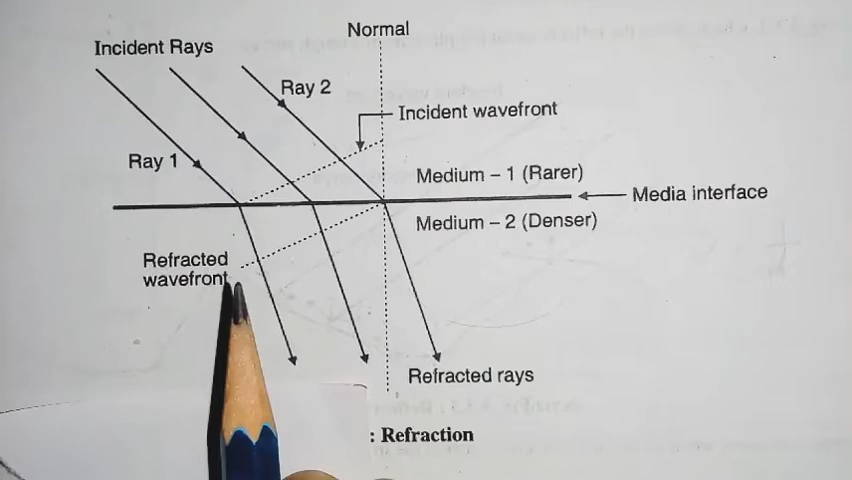 Normal
Incident Rays
Ray 2
Incident wavefront
Ray 1
Medium – 1 (Rarer)
Media interface
Medium – 2 (Denser)
Refracted
wavefront
Refracted rays
: Refraction